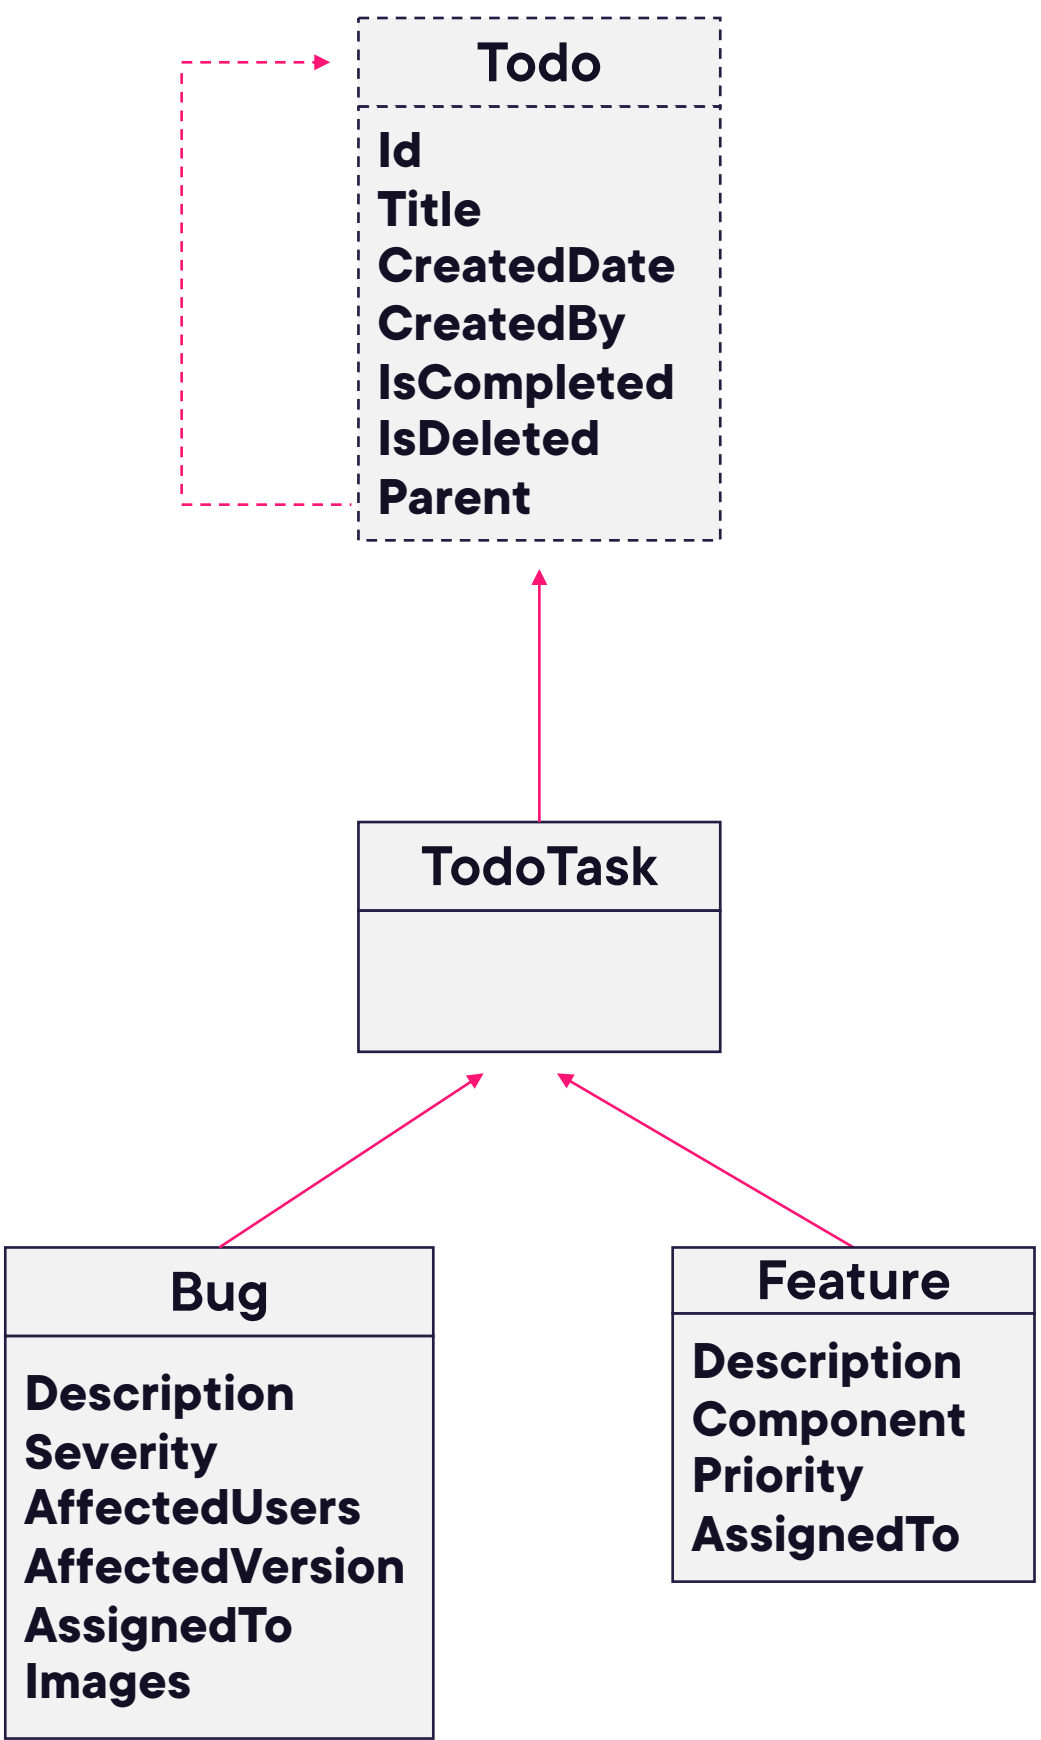 Todo
Id
Title
CreatedDate
CreatedBy
IsCompleted
IsDeleted
Parent
TodoTask
Bug
Description
Severity
AffectedUsers
AffectedVersion
AssignedTo
Images
Feature
Description
Component
Priority
AssignedTo